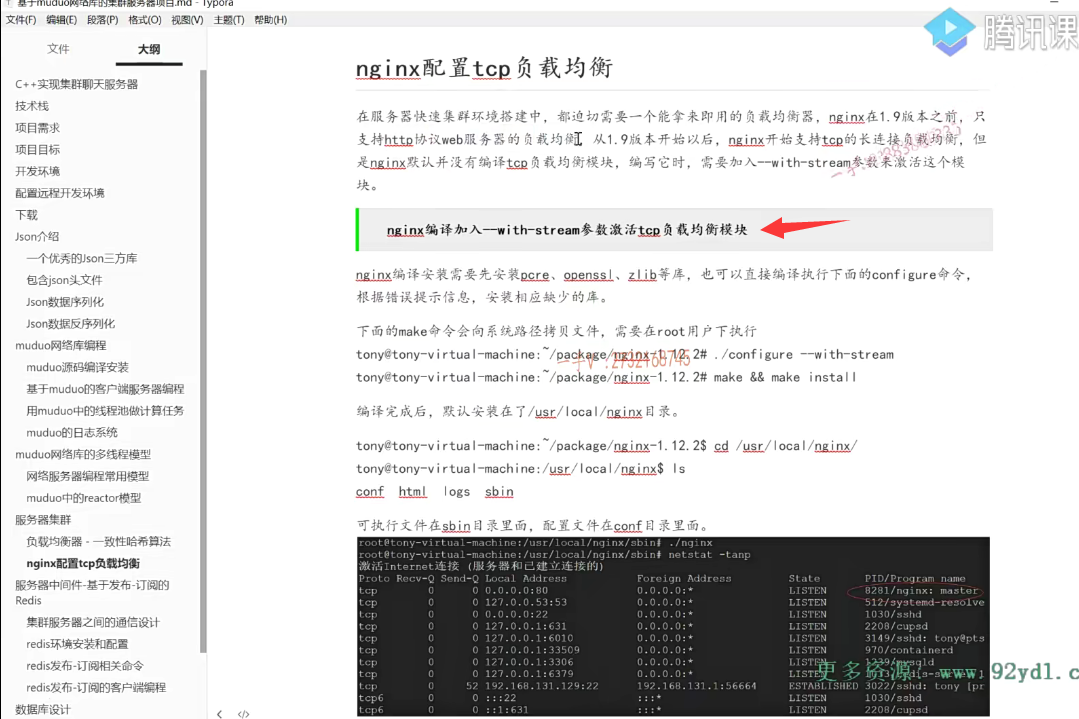 基于muduo网络库的集群服务器项目.md - Typora
文件(F) 编辑(E) 段落(P) 格式(O) 视图(V) 主题(T) 帮助(H)
文件 大纲
C++实现集群聊天服务器
技术栈
项目需求
项目目标
开发环境
配置远程开发环境
下载
Json介绍
一个优秀的Json三方库
包含json头文件
Json数据序列化
Json数据反序列化
muduo网络库编程
muduo源码编译安装
基于muduo的客户端服务器编程
用muduo中的线程池做计算任务
muduo的日志系统
muduo网络库的多线程模型
网络服务器编程常用模型
muduo中的reactor模型
服务器集群
负载均衡器 - 一致性哈希算法
nginx配置tcp负载均衡
服务器中间件-基于发布-订阅的
Redis
集群服务器之间的通信设计
redis环境安装和配置
redis发布-订阅相关命令
redis发布-订阅的客户端编程
数据库设计
腾讯课
nginx配置tcp负载均衡
在服务器快速集群环境搭建中，都迫切需要一个能拿来即用的负载均衡器，nginx在1.9版本之前，只
支持http协议web服务器的负载均衡，从1.9版本开始以后，nginx开始支持tcp的长连接负载均衡，但
是nginx默认并没有编译tcp负载均衡模块，编写它时，需要加入--with-stream参数来激活这个模
块。
nginx编译加入--with-stream参数激活tcp负载均衡模块
nginx编译安装需要先安装pcre、openssl、zlib等库，也可以直接编译执行下面的configure命令，
根据错误提示信息，安装相应缺少的库。
下面的make命令会向系统路径拷贝文件，需要在root用户下执行
tony@tony-virtual-machine:~/package/nginx-1.12.2# ./configure --with-stream
tony@tony-virtual-machine:~/package/nginx-1.12.2# make && make install
编译完成后，默认安装在了/usr/local/nginx目录。
tony@tony-virtual-machine:~/package/nginx-1.12.2$ cd /usr/local/nginx/
tony@tony-virtual-machine:/usr/local/nginx$ ls
conf html logs sbin
可执行文件在sbin目录里面，配置文件在conf目录里面。
root@tony-virtual-machine:/usr/local/nginx/sbin# ./nginx
root@tony-virtual-machine:/usr/local/nginx/sbin# netstat -tanp
激活Internet连接 (服务器和已建立连接的)
Proto Recv-Q Send-Q Local Address Foreign Address State PID/Program name
tcp 0 0 0.0.0.0:80 0.0.0.0:* LISTEN 8281/nginx: master
tcp 0 0 127.0.0.53:53 0.0.0.0:* LISTEN 512/systemd-resolve
tcp 0 0 0.0.0.0:22 0.0.0.0:* LISTEN 1030/sshd
tcp 0 0 127.0.0.1:631 0.0.0.0:* LISTEN 2208/cupsd
tcp 0 0 127.0.0.1:6010 0.0.0.0:* LISTEN 3149/sshd: tony@pts
tcp 0 0 127.0.0.1:33509 0.0.0.0:* LISTEN 970/containerd
tcp 0 0 127.0.0.1:3306 0.0.0.0:* LISTEN
tcp 0 0 127.0.0.1:6379 0.0.0.0:* LISTEN
tcp 0 52 192.168.131.129:22 192.168.131.1:56664 ESTABLISHED 3022/sshd: tony [pr
tcp6 0 0 :::22 :::* LISTEN 1030/sshd
tcp6 0 0 ::1:631 :::* LISTEN 2208/cupsd
更多资源：www.92ydl.c